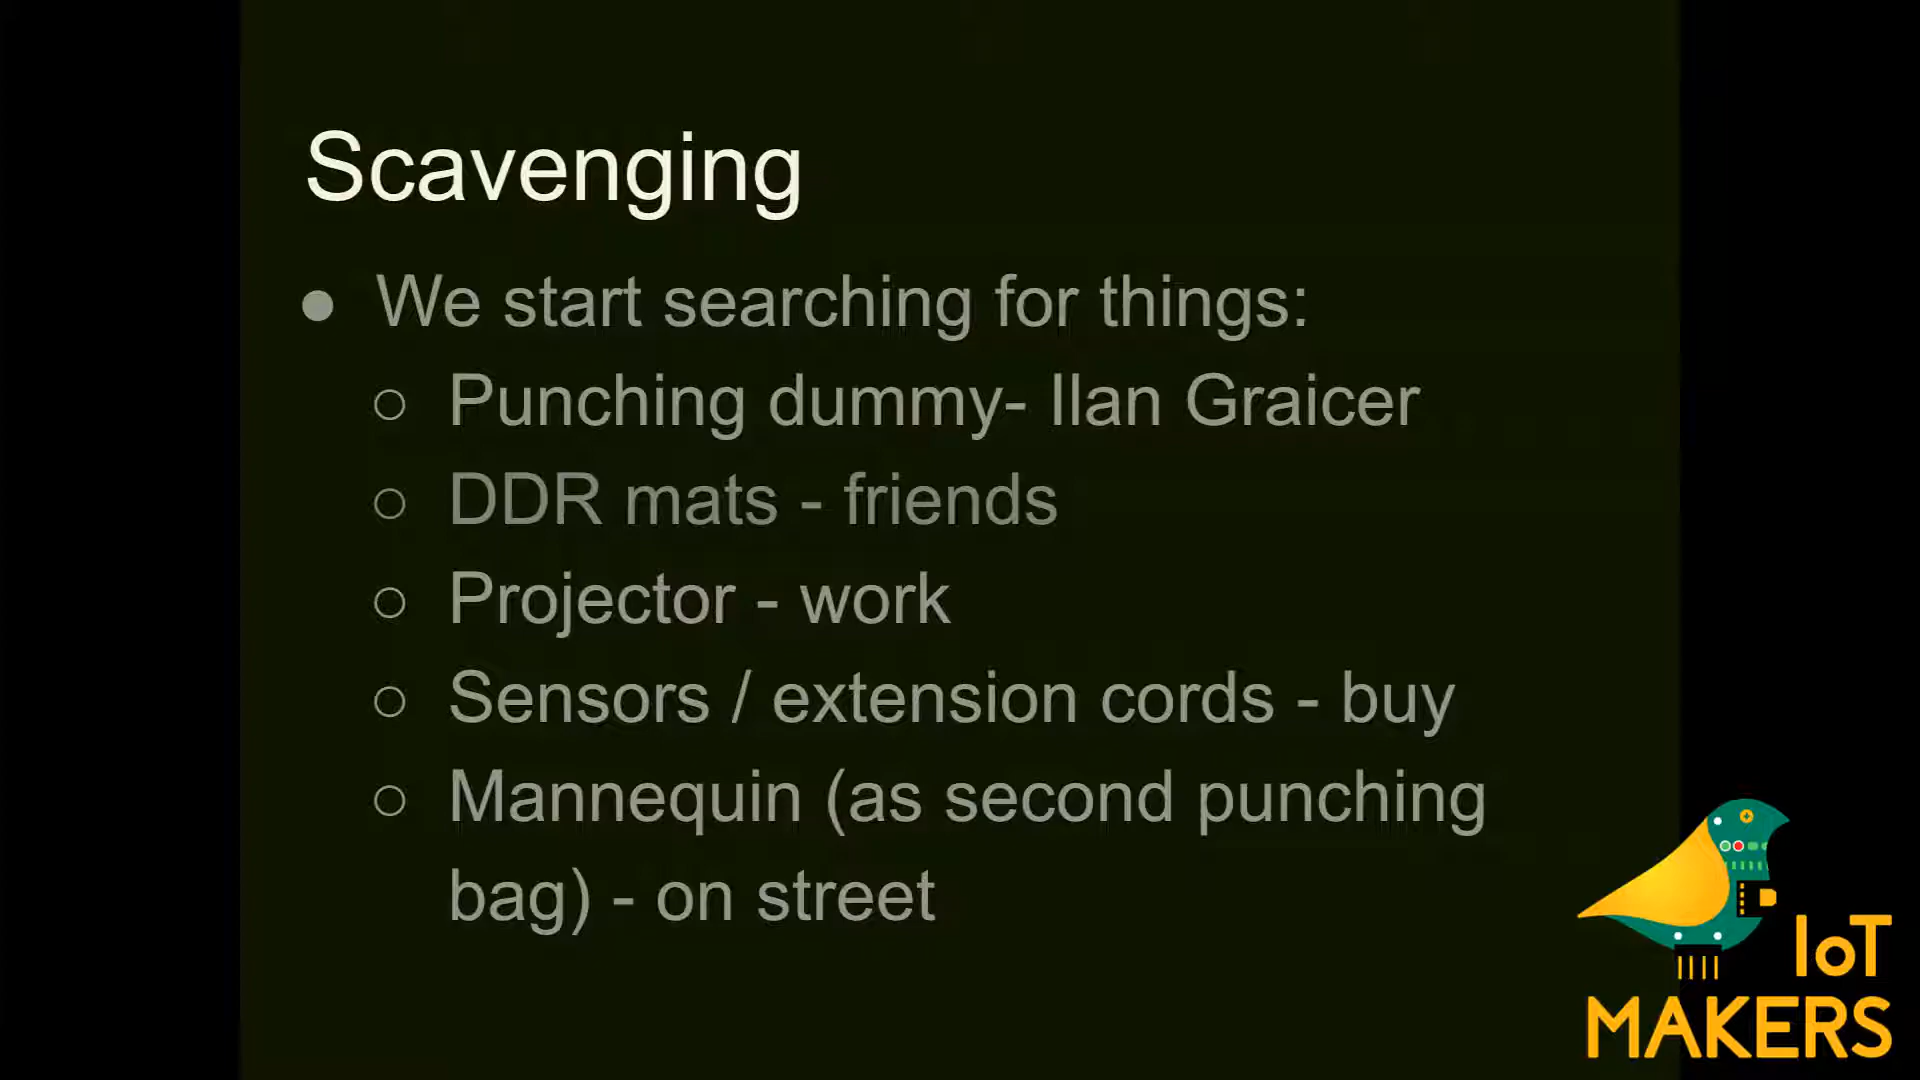 Scavenging
● We start searching for things:
○ Punching dummy- Ilan Graicer
○ DDR mats - friends
○ Projector - work
○ Sensors / extension cords - buy
○ Mannequin (as second punching
bag) - on street
IoT
MAKERS